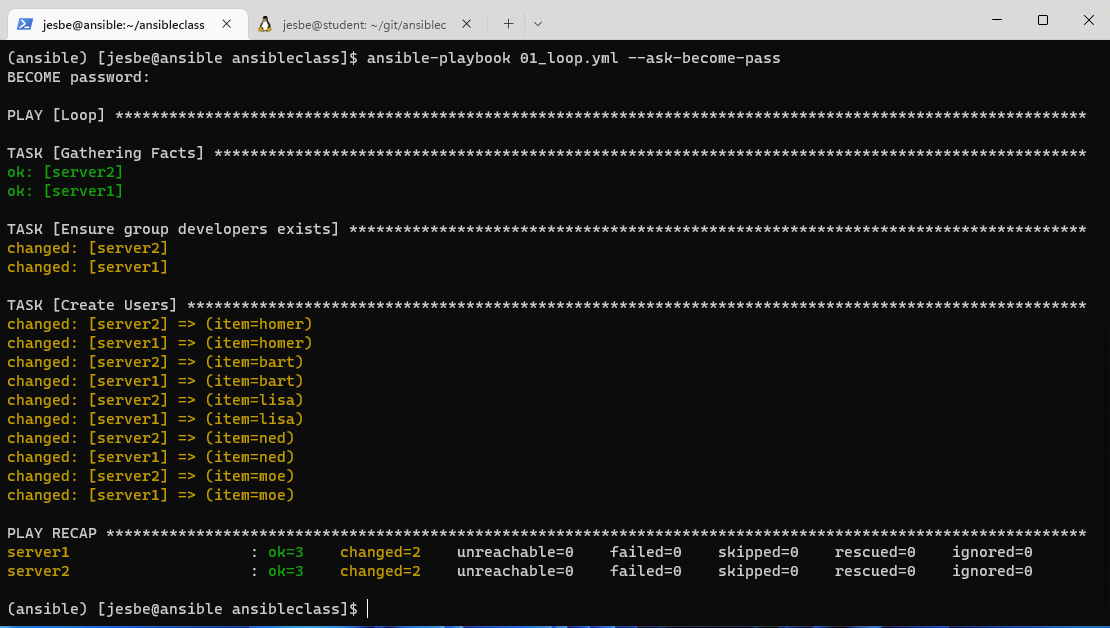 jesbe@ansible:~/ansibleclass jesbe@student: ~/git/ansiblec
(ansible) [jesbe@ansible ansibleclass]$ ansible-playbook 01_loop.yml --ask-become-pass
BECOME password:
PLAY [Loop] ************************************************************************************************************
TASK [Gathering Facts] *************************************************************************************************
ok: [server2]
ok: [server1]
TASK [Ensure group developers exists] **********************************************************************************
changed: [server2]
changed: [server1]
TASK [Create Users] ****************************************************************************************************
changed: [server2] => (item=homer)
changed: [server1] => (item=homer)
changed: [server2] => (item=bart)
changed: [server1] => (item=bart)
changed: [server2] => (item=lisa)
changed: [server1] => (item=lisa)
changed: [server2] => (item=ned)
changed: [server1] => (item=ned)
changed: [server2] => (item=moe)
changed: [server1] => (item=moe)
PLAY RECAP *************************************************************************************************************
server1                    : ok=3    changed=2    unreachable=0    failed=0    skipped=0    rescued=0    ignored=0
server2                    : ok=3    changed=2    unreachable=0    failed=0    skipped=0    rescued=0    ignored=0
(ansible) [jesbe@ansible ansibleclass]$